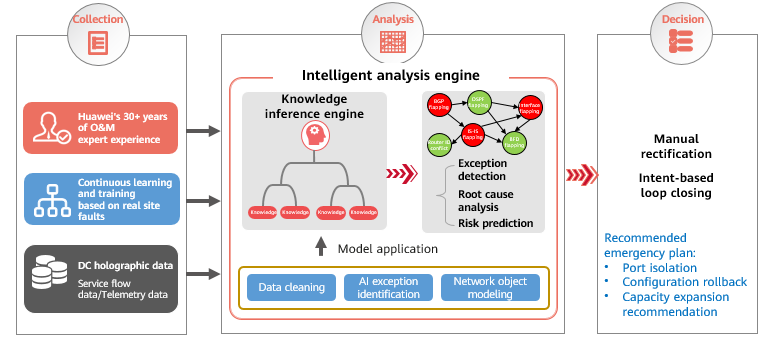 Collection
Analysis
Decision
Huawei's 30+ years
of O&M
expert experience
Continuous learning
and training
based on real site
faults
DC holographic data
Service flow
data/Telemetry data
Intelligent analysis engine
Knowledge
inference engine
Knowledge
Knowledge
Knowledge
Knowledge
BGP
flapping
OSPF
flapping
Interface
flapping
IS-IS
flapping
Router ID
conflict
BFD
flapping
Exception
detection
Root cause
analysis
Risk prediction
Model application
Data cleaning
AI exception
identification
Network object
modeling
Manual
rectification
Intent-based
loop closing
Recommended
emergency plan:
• Port isolation
• Configuration rollback
• Capacity expansion
recommendation